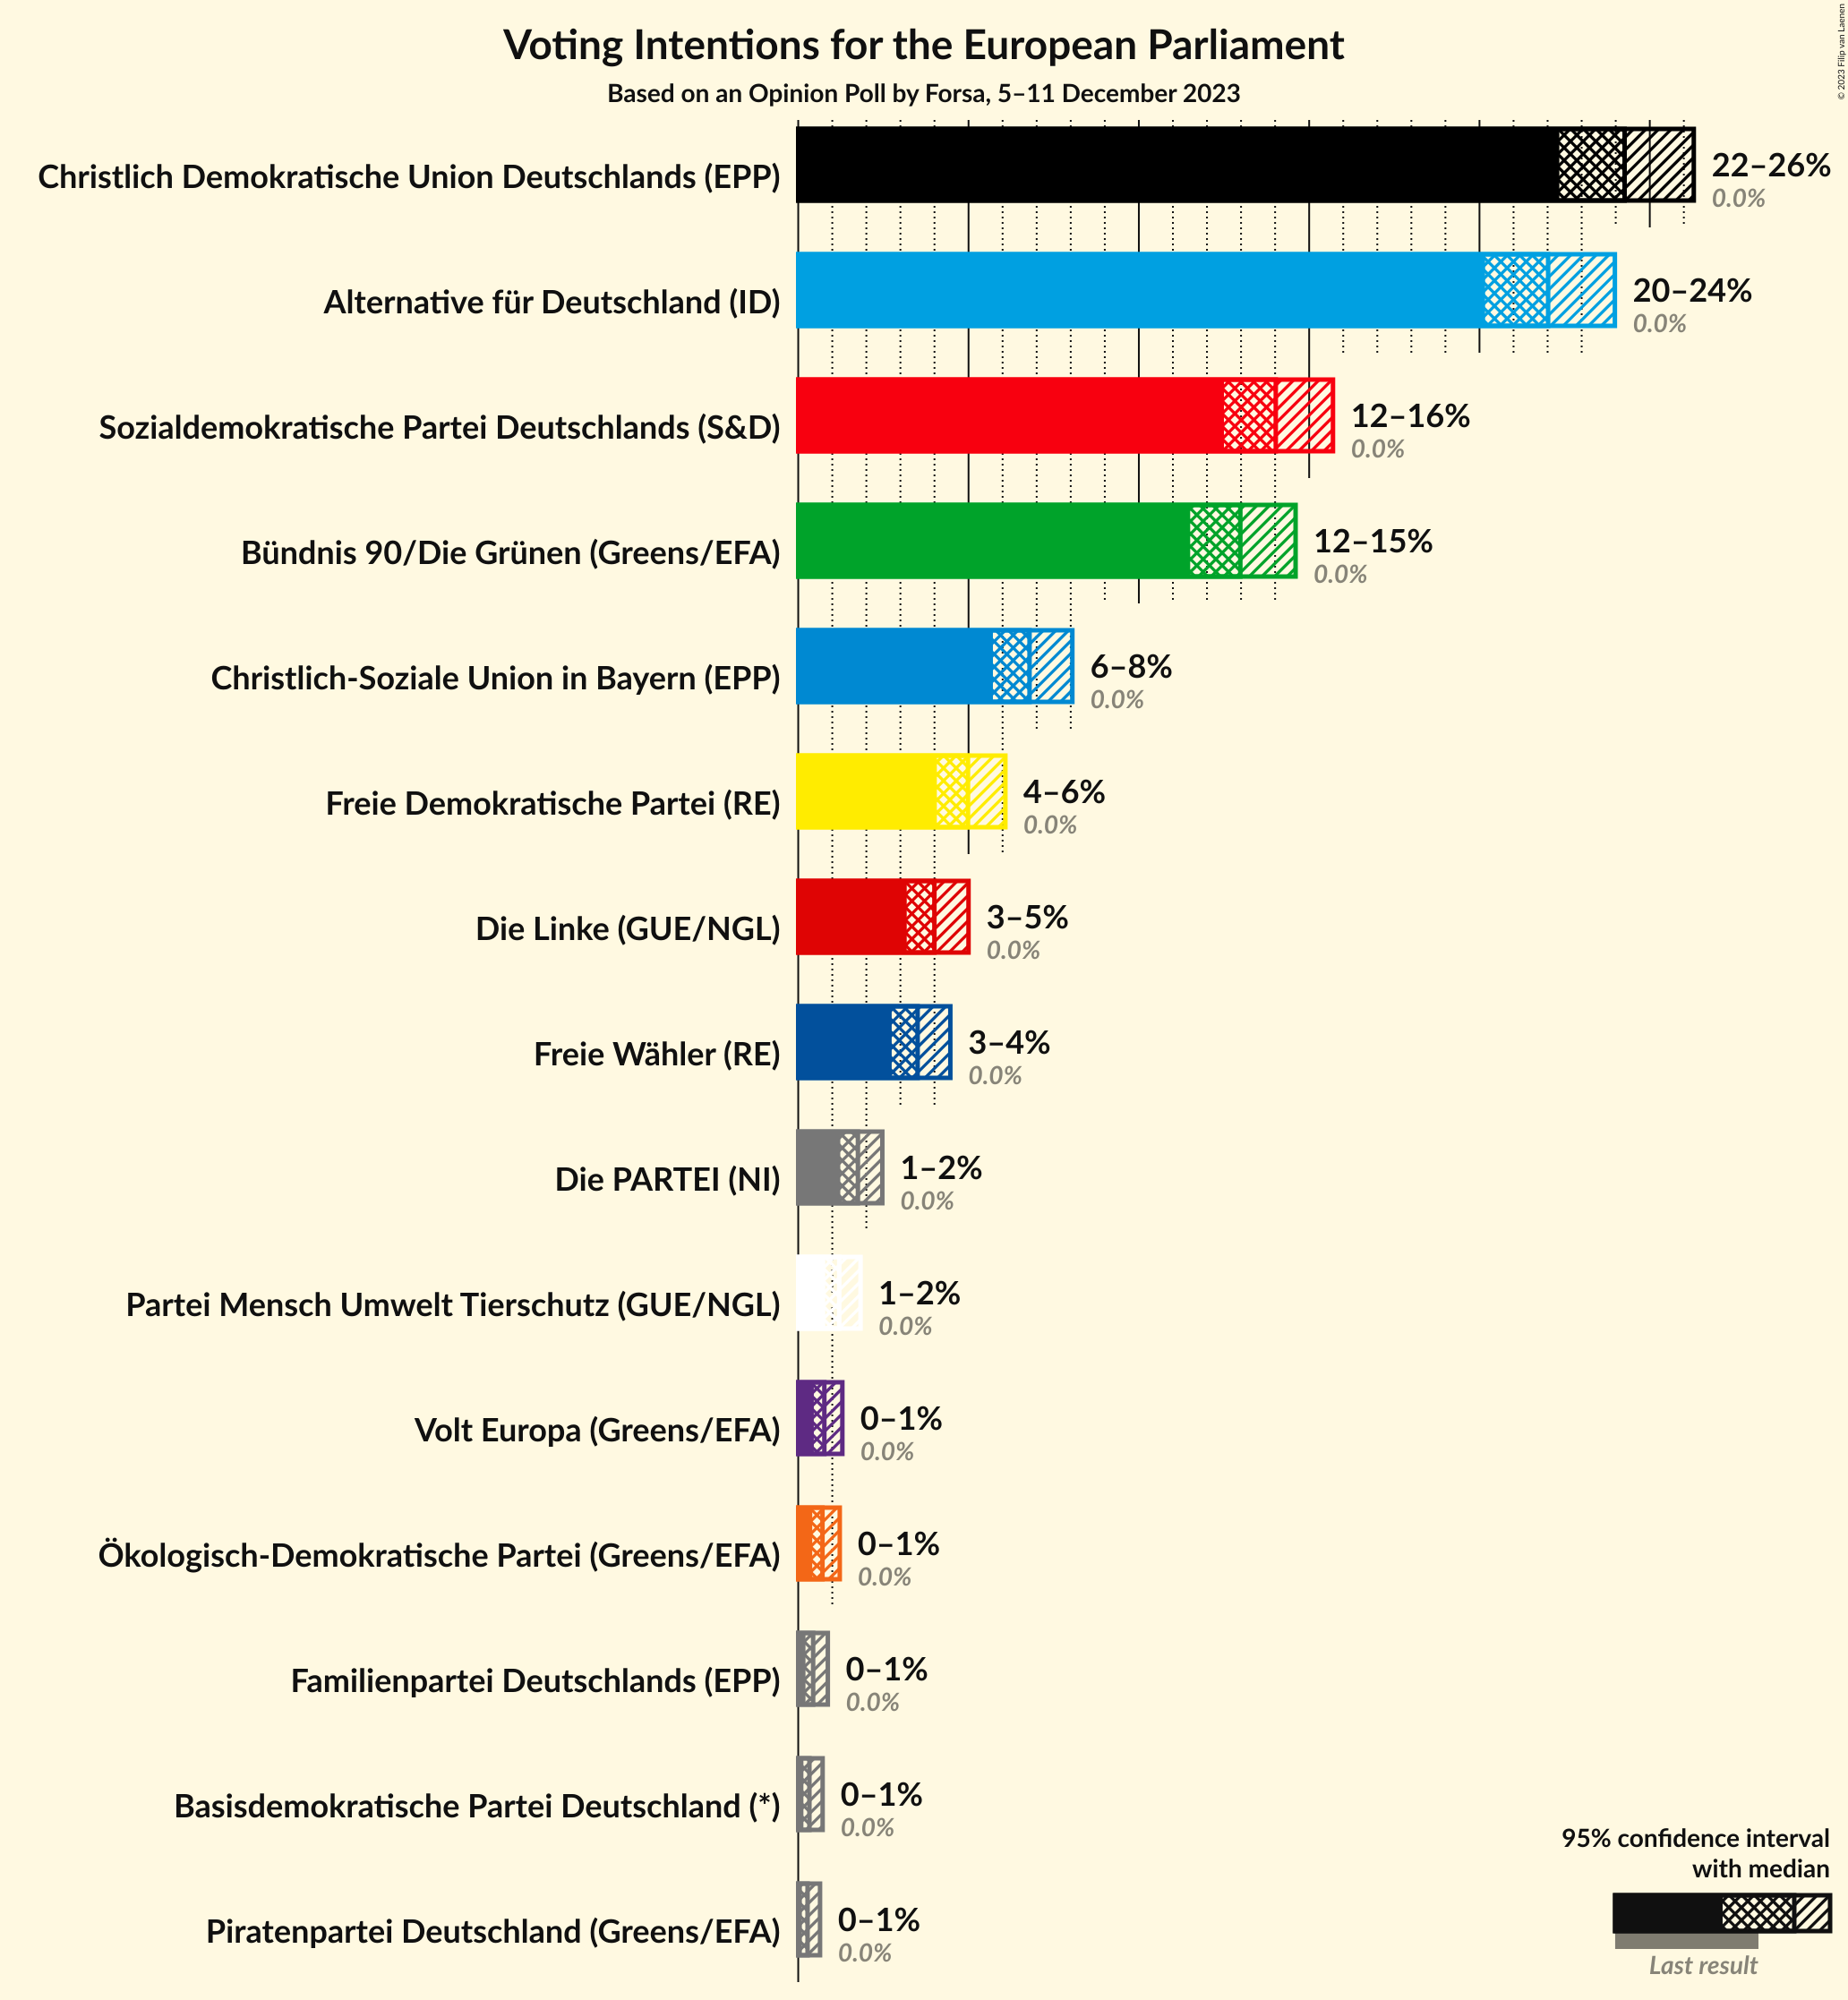 Voting Intentions for the European Parliament
Based on an Opinion Poll by Forsa, 5–11 December 2023
© 2023 Filip van Laenen
Christlich Demokratische Union Deutschlands (EPP)
22–26%
0.0%
Alternative für Deutschland (ID)
20–24%
0.0%
Sozialdemokratische Partei Deutschlands (S&D)
12–16%
0.0%
Bündnis 90/Die Grünen (Greens/EFA)
12–15%
0.0%
Christlich-Soziale Union in Bayern (EPP)
6–8%
0.0%
Freie Demokratische Partei (RE)
4–6%
0.0%
Die Linke (GUE/NGL)
3–5%
0.0%
Freie Wähler (RE)
3–4%
0.0%
Die PARTEI (NI)
1–2%
0.0%
Partei Mensch Umwelt Tierschutz (GUE/NGL)
1–2%
0.0%
Volt Europa (Greens/EFA)
0–1%
0.0%
Ökologisch-Demokratische Partei (Greens/EFA)
0–1%
0.0%
Familienpartei Deutschlands (EPP)
0–1%
0.0%
Basisdemokratische Partei Deutschland (*)
0–1%
0.0%
Piratenpartei Deutschland (Greens/EFA)
0–1%
0.0%
95% confidence interval
with median
Last result